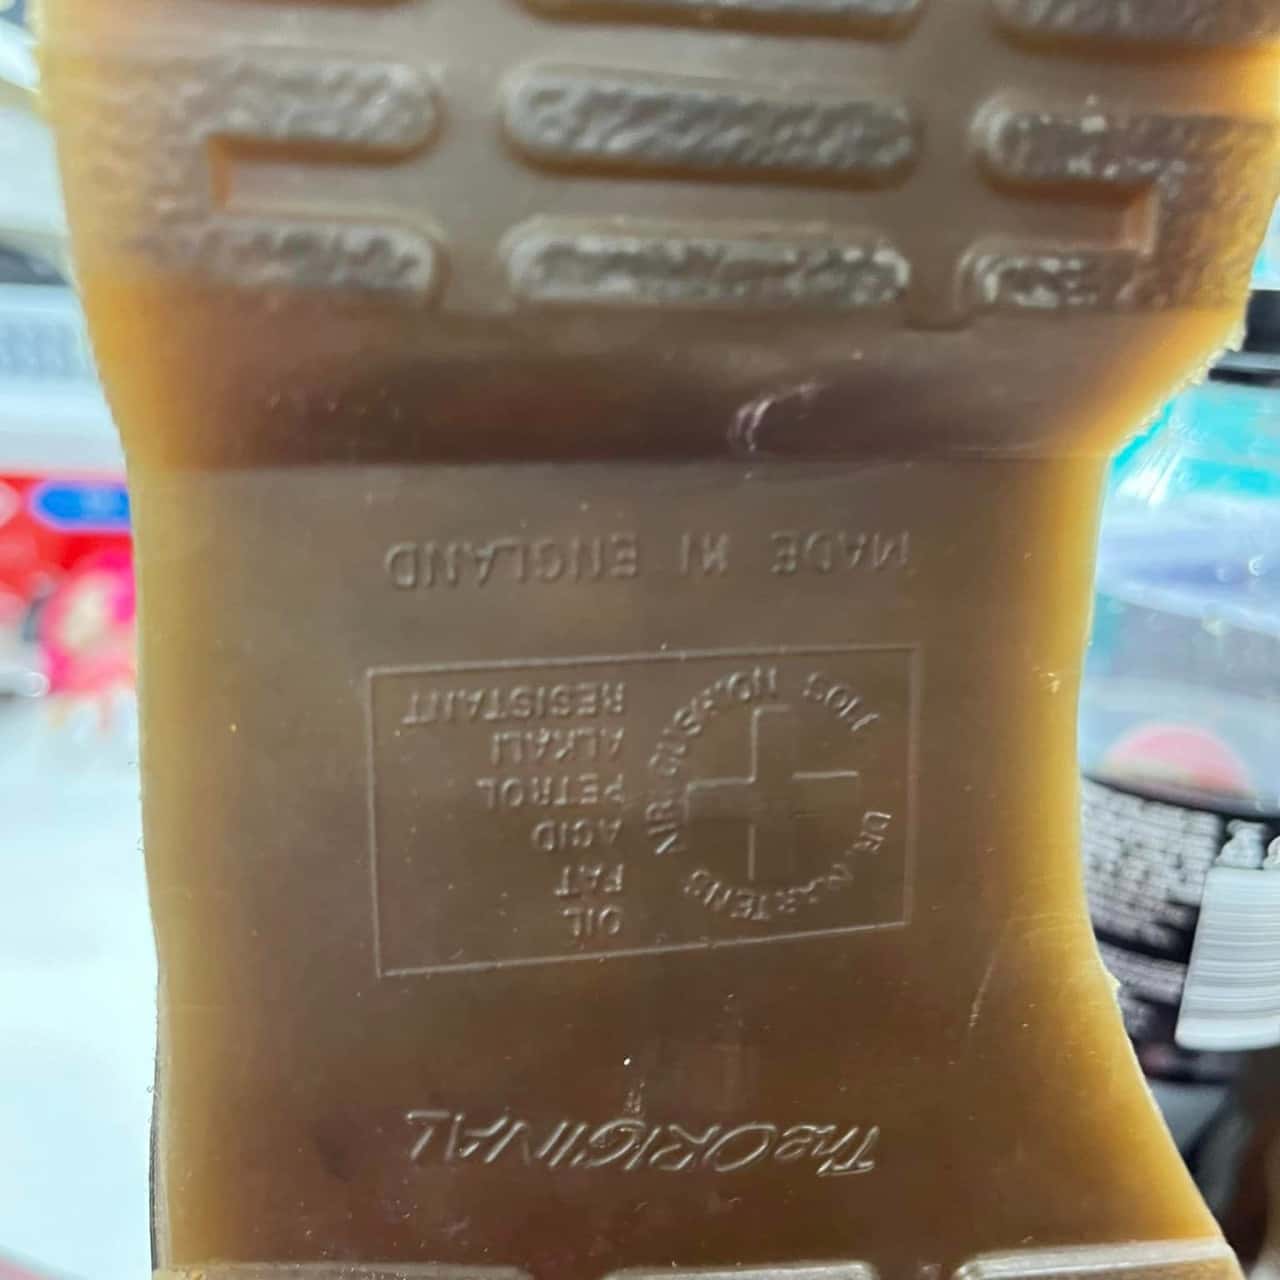 The ORIGINAL
DR. MARTENS AIR CUSHION SOLE
OIL
FAT
ACID
PETROL
ALKALI
RESISTANT
MADE IN ENGLAND